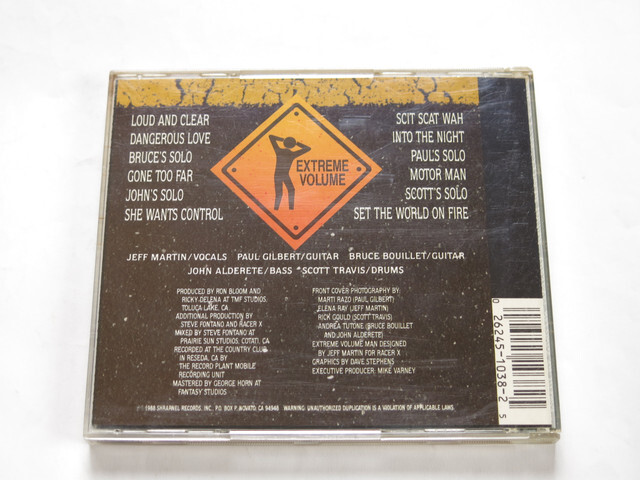 LOUD AND CLEAR
DANGEROUS LOVE
BRUCE'S SOLO
GONE TOO FAR
JOHN'S SOLO
SHE WANTS CONTROL
EXTREME
VOLUME
SCIT SCAT WAH
INTO THE NIGHT
PAUL'S SOLO
MOTOR MAN
SCOTT'S SOLO
SET THE WORLD ON FIRE
JEFF MARTIN/VOCALS PAUL GILBERT/GUITAR BRUCE BOUILLET/GUITAR
JOHN ALDERETE/BASS SCOTT TRAVIS/DRUMS
PRODUCED BY RON BLOOM AND
RICKY DELENA AT TMF STUDIOS,
TOLUCA LAKE, CA
ADDITIONAL PRODUCTION BY
STEVE FONTANO AND RACER X
MIXED BY STEVE FONTANO AT
PRAIRIE SUN STUDIOS, COTATI, CA
RECORDED AT THE COUNTRY CLUB
IN RESEDA, CA BY
THE RECORD PLANT MOBILE
RECORDING UNIT
MASTERED BY GEORGE HORN AT
FANTASY STUDIOS
FRONT COVER PHOTOGRAPHY BY:
MARTI RAZO (PAUL GILBERT)
ELENA RAY (JEFF MARTIN)
RICK GOULD (SCOTT TRAVIS)
ANDREA TUTONE (BRUCE BOUILLET
AND JOHN ALDERETE)
EXTREME VOLUME MAN DESIGNED
BY JEFF MARTIN FOR RACER X
GRAPHICS BY DAVE STEPHENS
EXECUTIVE PRODUCER: MIKE VARNEY
1988 SHRAPNEL RECORDS, INC. P.O. BOX P, NOVATO, CA 94948 WARNING: UNAUTHORIZED DUPLICATION IS A VIOLATION OF APPLICABLE LAWS.
0 26245-1038-2 5